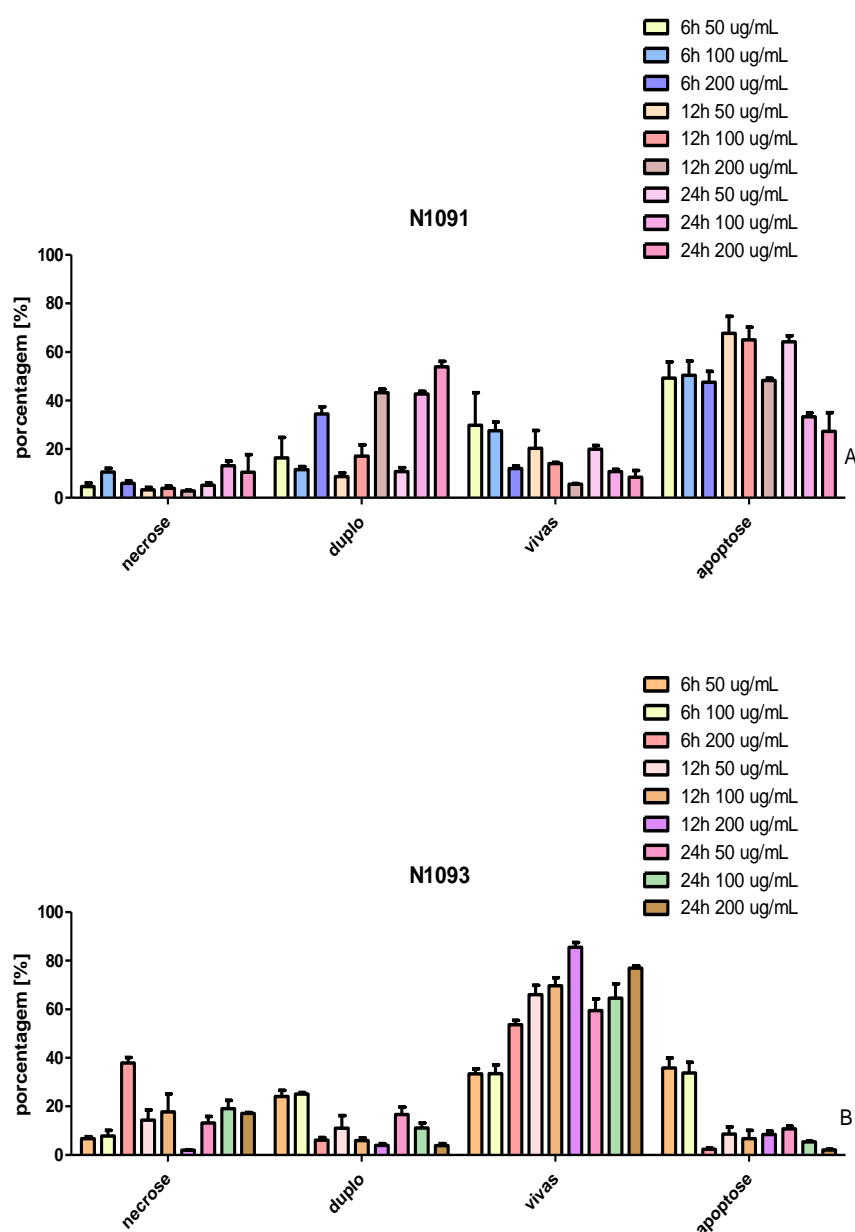 6h 50 ug/mL
6h 100 ug/mL
6h 200 ug/mL
12h 50 ug/mL
12h 100 ug/mL
12h 200 ug/mL
24h 50 ug/mL
24h 100 ug/mL
24h 200 ug/mL
N1091
100
80
60
40
20
0
porcentagem [%]
necrose
duplo
vivas
apoptose
A
6h 50 ug/mL
6h 100 ug/mL
6h 200 ug/mL
12h 50 ug/mL
12h 100 ug/mL
12h 200 ug/mL
24h 50 ug/mL
24h 100 ug/mL
24h 200 ug/mL
N1093
100
80
60
40
20
0
porcentagem [%]
necrose
duplo
vivas
apoptose
B